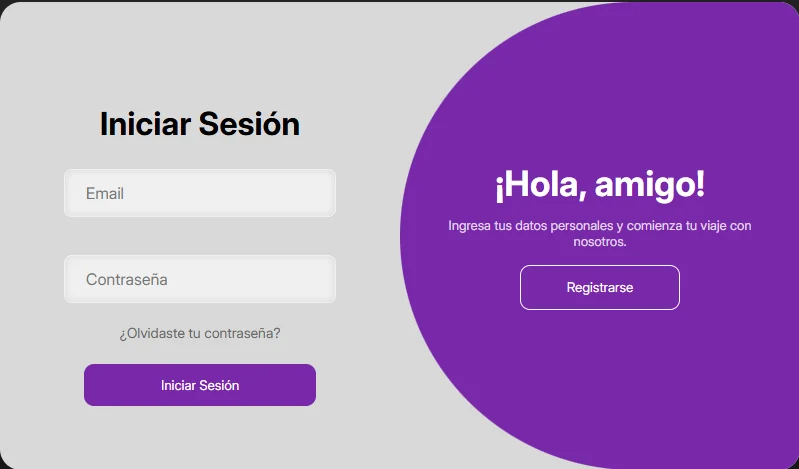 Iniciar Sesión
Email
Contraseña
¿Olvidaste tu contraseña?
Iniciar Sesión
¡Hola, amigo!
Ingresa tus datos personales y comienza tu viaje con
nosotros.
Registrarse